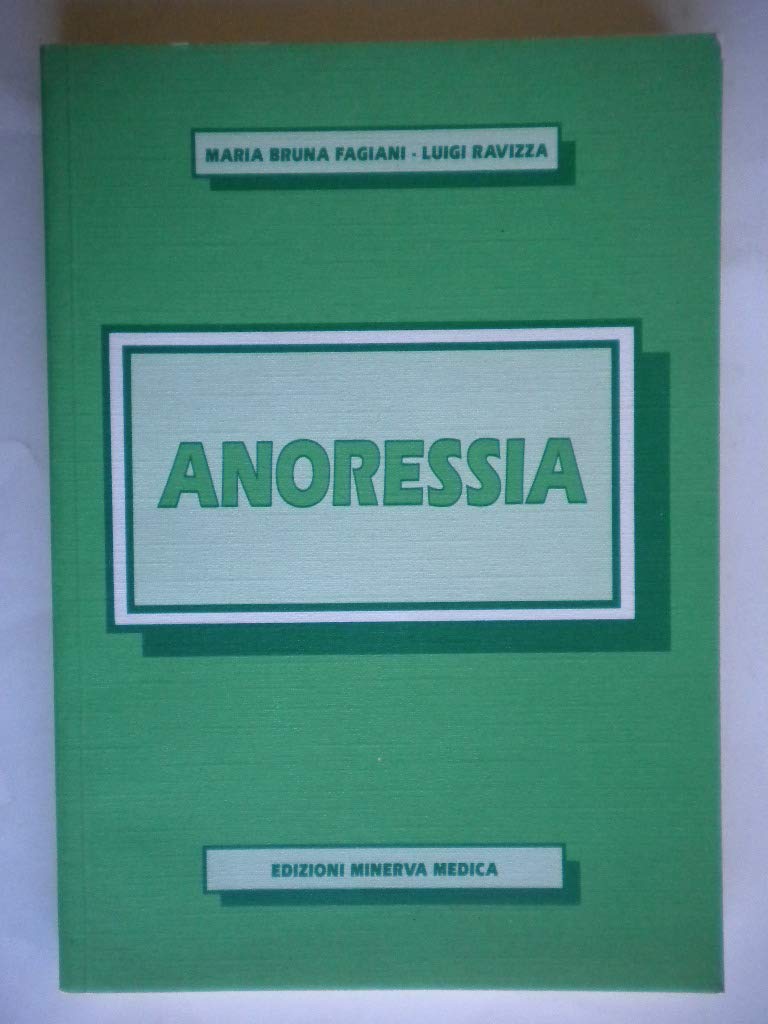 MARIA BRUNA FAGIANI - LUIGI RAVIZZA
ANORESSIA
EDIZIONI MINERVA MEDICA